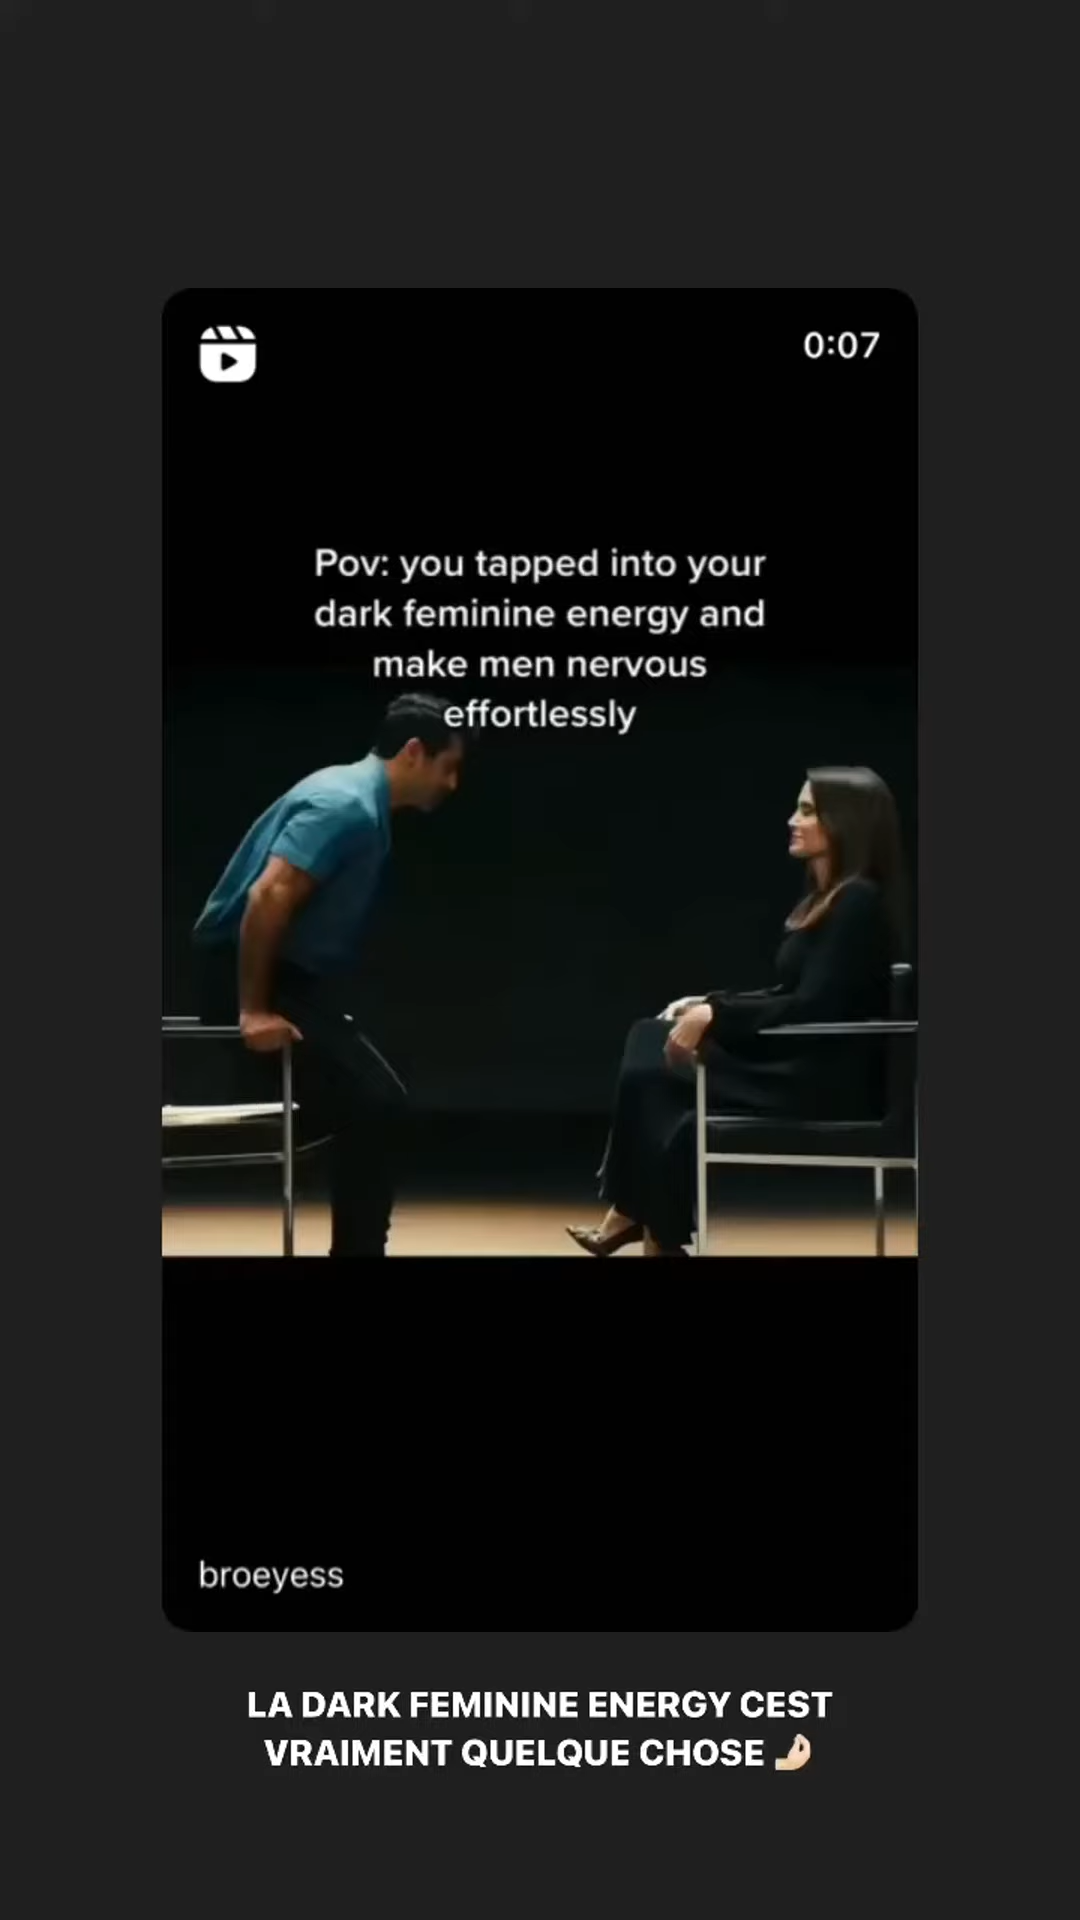 0:07
Pov: you tapped into your
dark feminine energy and
make men nervous
effortlessly
broeyess
LA DARK FEMININE ENERGY CEST
VRAIMENT QUELQUE CHOSE 🤌🏻